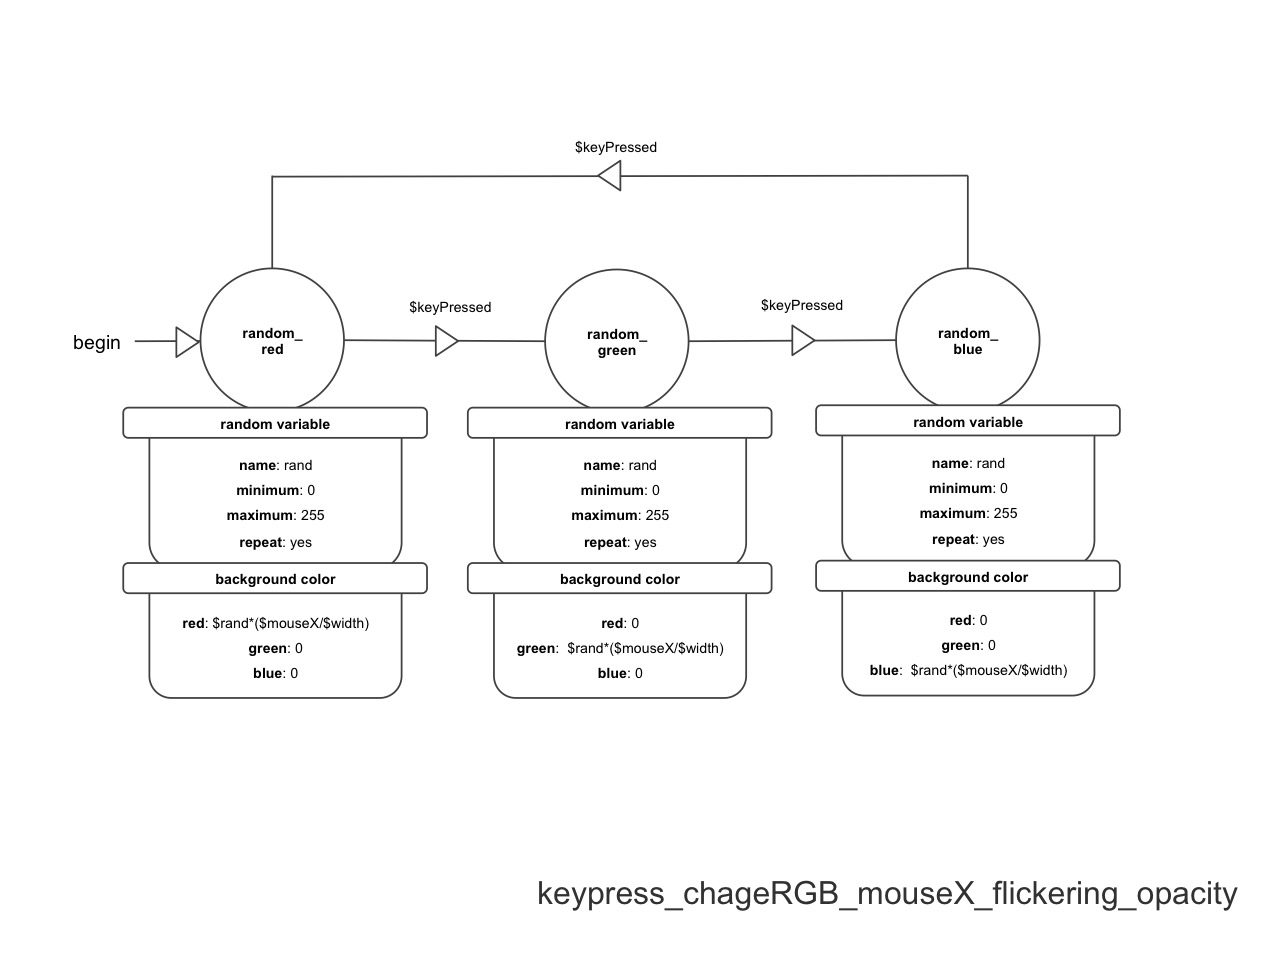 $keyPressed
begin
random_
red
$keyPressed
random_
green
$keyPressed
random_
blue
random variable
name: rand
minimum: 0
maximum: 255
repeat: yes
background color
red: $rand*($mouseX/$width)
green: 0
blue: 0
random variable
name: rand
minimum: 0
maximum: 255
repeat: yes
background color
red: 0
green:  $rand*($mouseX/$width)
blue: 0
random variable
name: rand
minimum: 0
maximum: 255
repeat: yes
background color
red: 0
green: 0
blue:  $rand*($mouseX/$width)
keypress_chageRGB_mouseX_flickering_opacity